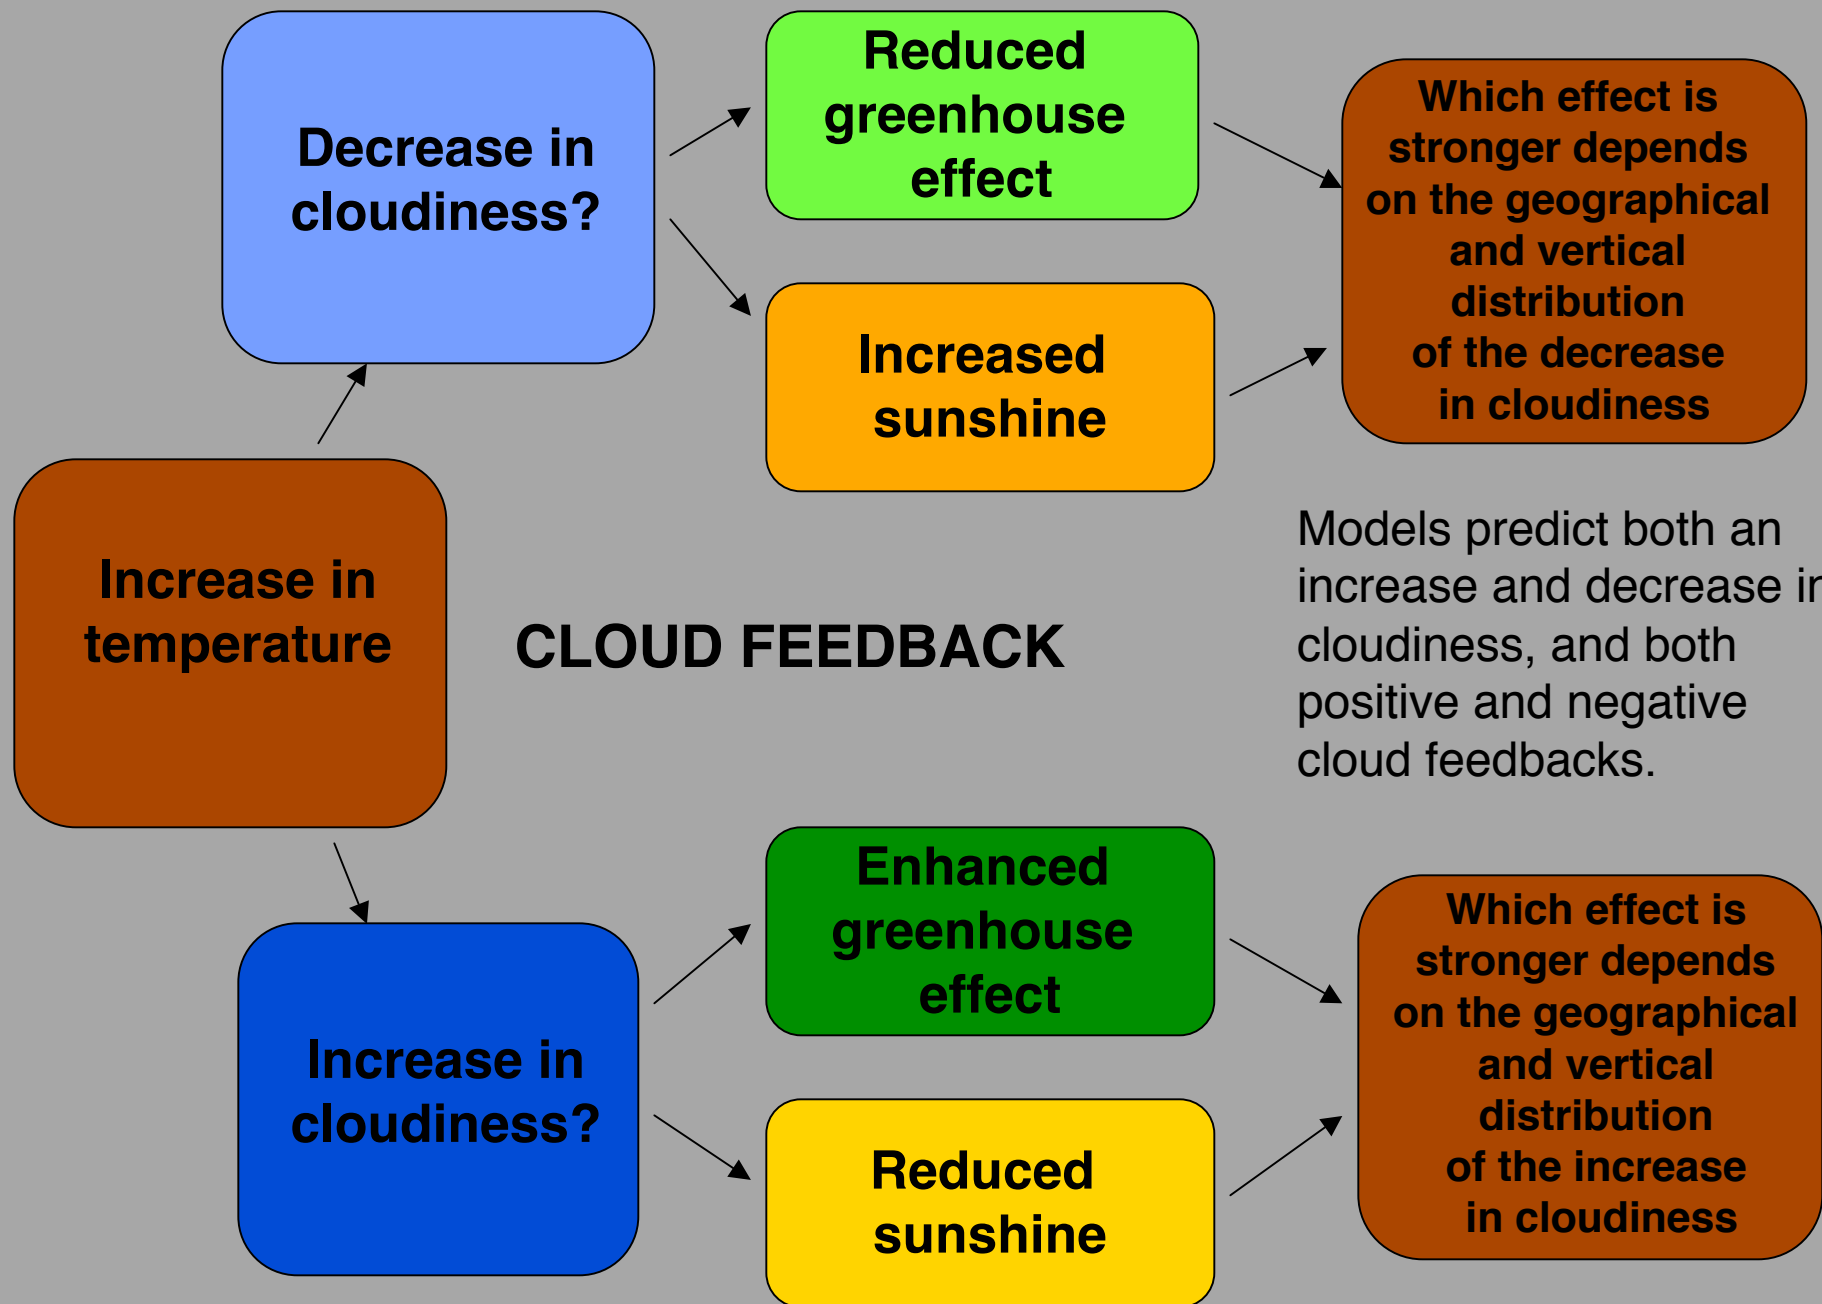 Decrease in
cloudiness?
Reduced
greenhouse
effect
Increased
sunshine
Which effect is
stronger depends
on the geographical
and vertical
distribution
of the decrease
in cloudiness
Increase in
temperature
CLOUD FEEDBACK
Models predict both an
increase and decrease in
cloudiness, and both
positive and negative
cloud feedbacks.
Increase in
cloudiness?
Enhanced
greenhouse
effect
Reduced
sunshine
Which effect is
stronger depends
on the geographical
and vertical
distribution
of the increase
in cloudiness